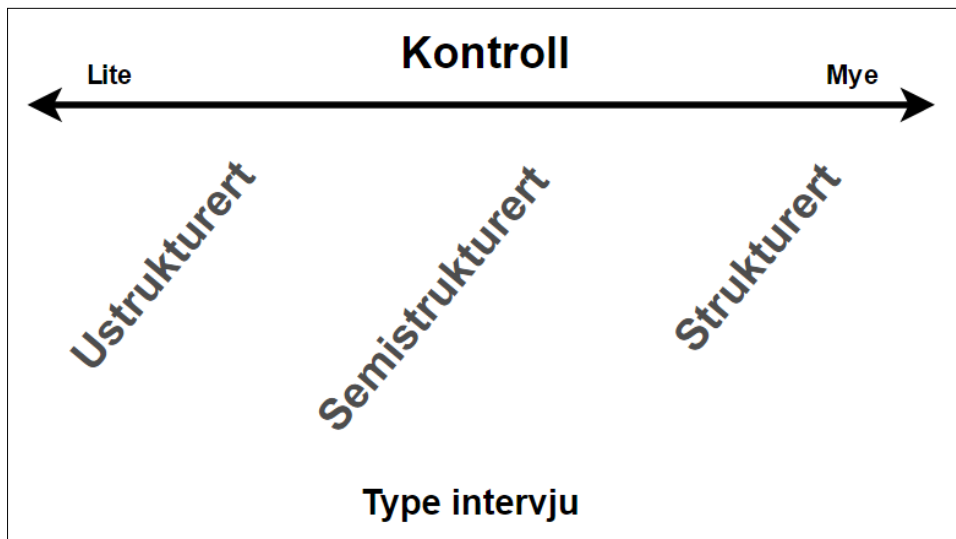 Kontroll
Lite
Mye
Ustrukturert
Semistrukturert
Strukturert
Type intervju